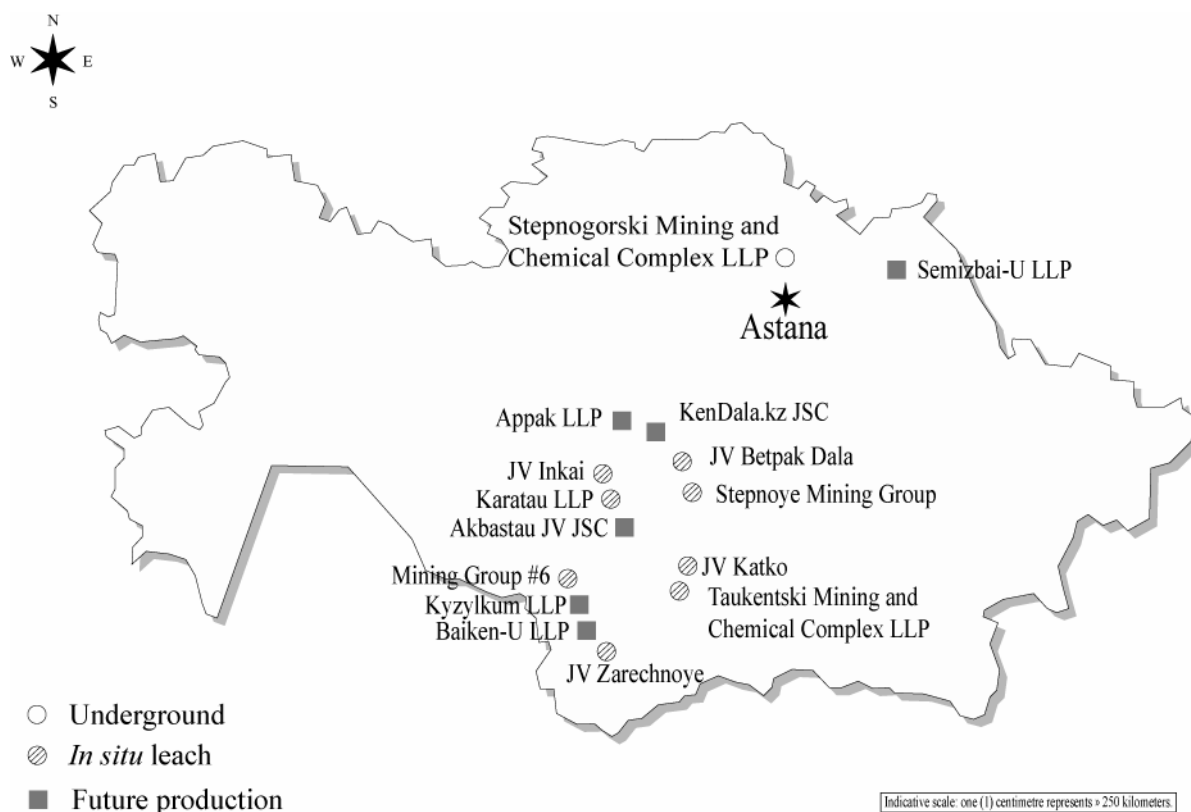 N
W E
S
Stepnogorski Mining and
Chemical Complex LLP
Semizbai-U LLP
Astana
Appak LLP
KenDala.kz JSC
JV Betpak Dala
JV Inkai
Stepnoye Mining Group
Karatau LLP
Akbastau JV JSC
JV Katko
Mining Group #6
Taukentski Mining and
Chemical Complex LLP
Kyzylkum LLP
Baiken-U LLP
JV Zarechnoye
Underground
In situ leach
Future production
Indicative scale: one (1) centimetre represents » 250 kilometers.